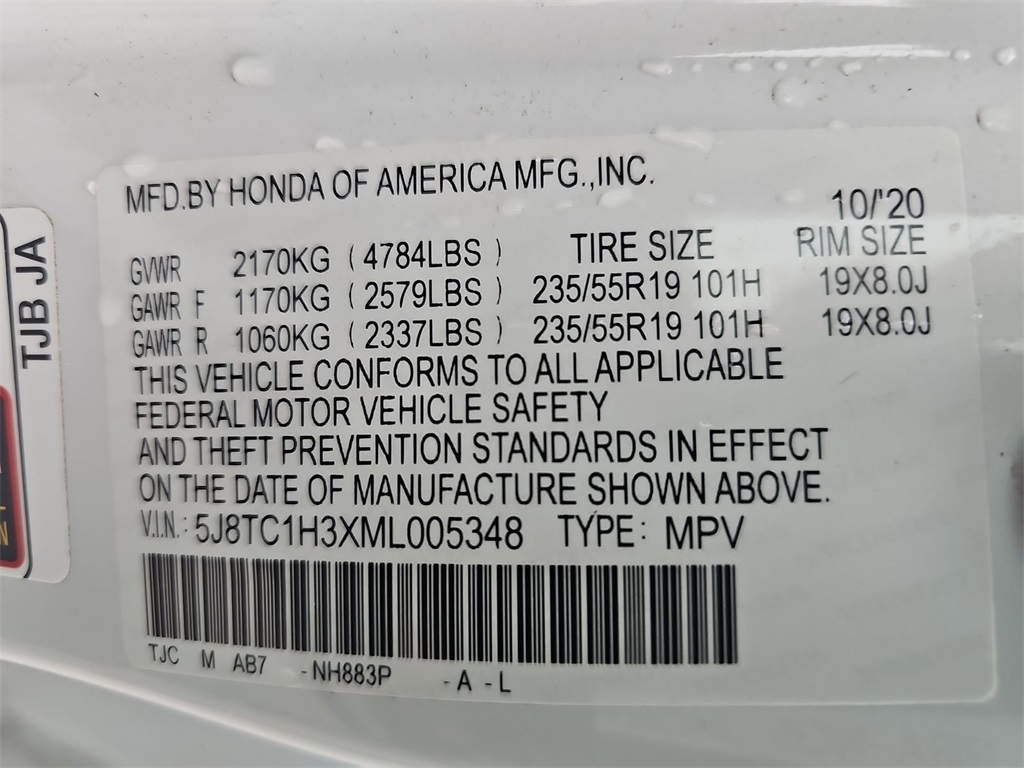 MFD.BY HONDA OF AMERICA MFG.,INC.
10/'20
GVWR 2170KG (4784LBS) TIRE SIZE RIM SIZE
GAWR F 1170KG (2579LBS) 235/55R19 101H 19X8.0J
GAWR R 1060KG (2337LBS) 235/55R19 101H 19X8.0J
THIS VEHICLE CONFORMS TO ALL APPLICABLE
FEDERAL MOTOR VEHICLE SAFETY
AND THEFT PREVENTION STANDARDS IN EFFECT
ON THE DATE OF MANUFACTURE SHOWN ABOVE.
V.I.N.: 5J8TC1H3XML005348 TYPE: MPV
TJC M AB7 -NH883P -A -L
TJB JA